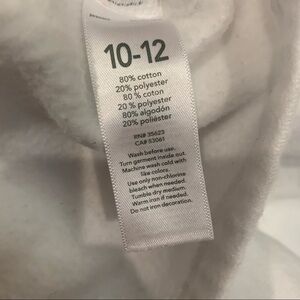 10-12
80% cotton
20% polyester
80 % coton
20 % polyester
80% algodón
20% poliéster
RN# 35623
CA# 53061
Wash before use.
Turn garment inside out.
Machine wash cold with
like colors.
Use only non-chlorine
bleach when needed.
Tumble dry medium.
Warm iron if needed.
Do not iron decoration.